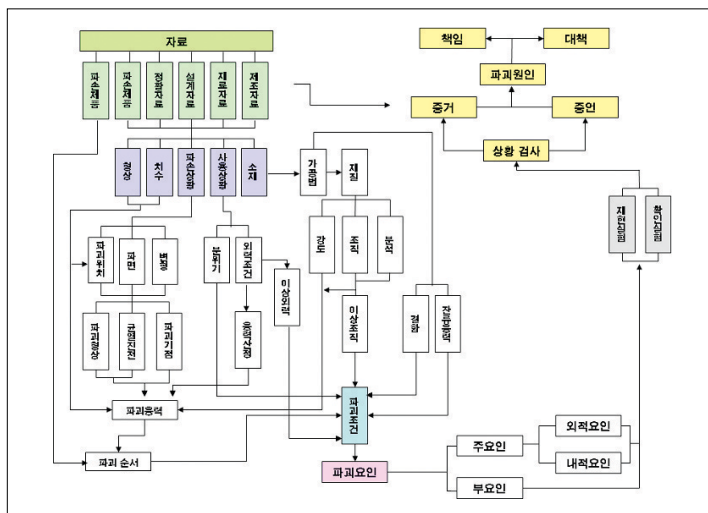 자료
책임
대책
파괴원인
증거
증언
상황 검사
파손체등
파손체등
정황자료
설계자료
재료자료
제조자료
형상
치수
파손상황
사용상황
소재
가공법
재질
재현실험
확인실험
파괴위치
파면
변형
분위기
외력조건
이상외력
강도
조직
분석
파괴형상
균열진전
파괴기점
응력산정
이상조직
결함
잔류응력
파괴응력
파괴조건
파괴 순서
파괴요인
주요인
부요인
외적요인
내적요인